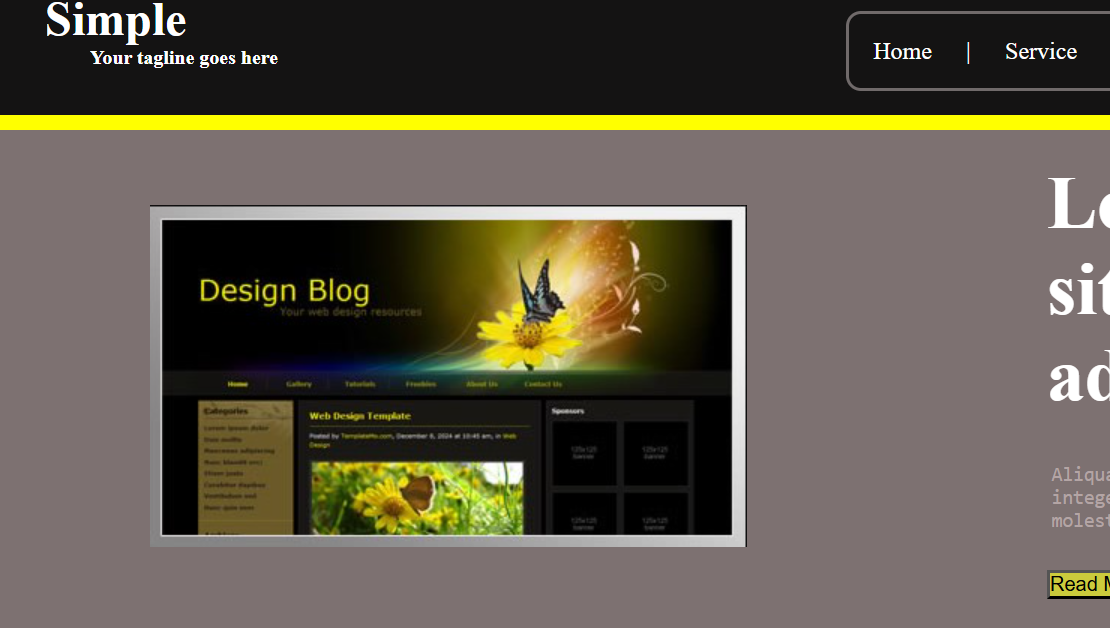 Simple
Your tagline goes here
Home | Service
Lo
sit
ad
Design Blog
Your web design resources
Home Gallery Tutorials Freebies About Us Contact Us
Categories
Lorem ipsum dolor
Duis mollis
Maecenas adipiscing
Nunc blandit orci
Etiam justo
Curabitur dapibus
Vestibulum sed
Nunc quis sem
Web Design Template
Posted by TemplateMo.com, December 8, 2024 at 10:45 am, in Web
Design
Sponsors
125x125
banner
125x125
banner
125x125
banner
125x125
banner
Aliqua
intege
molest
Read M